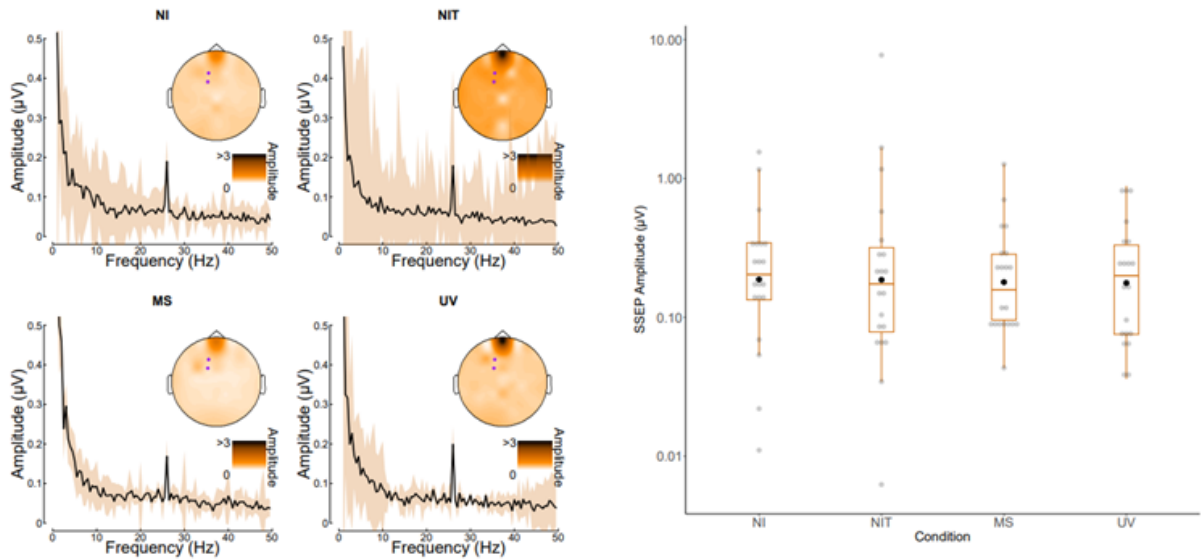 NI
0.5
0.4
0.3
0.2
0.1
0
Amplitude (µV)
>3
0
Amplitude
0 10 20 30 40 50
Frequency (Hz)
NIT
0.5
0.4
0.3
0.2
0.1
0
Amplitude (µV)
>3
0
Amplitude
0 10 20 30 40 50
Frequency (Hz)
MS
0.5
0.4
0.3
0.2
0.1
0
Amplitude (µV)
>3
0
Amplitude
0 10 20 30 40 50
Frequency (Hz)
UV
0.5
0.4
0.3
0.2
0.1
0
Amplitude (µV)
>3
0
Amplitude
0 10 20 30 40 50
Frequency (Hz)
10.00
1.00
0.10
0.01
SSEP Amplitude (µV)
NI NIT MS UV
Condition